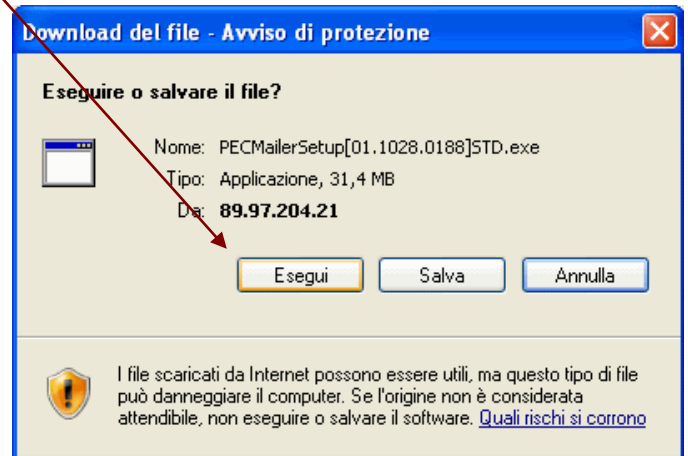 Download del file - Avviso di protezione
Eseguire o salvare il file?
Nome: PECMailerSetup[01.1028.0188]STD.exe
Tipo: Applicazione, 31,4 MB
Da: 89.97.204.21
Esegui Salva Annulla
I file scaricati da Internet possono essere utili, ma questo tipo di file
può danneggiare il computer. Se l'origine non è considerata
attendibile, non eseguire o salvare il software. Quali rischi si corrono